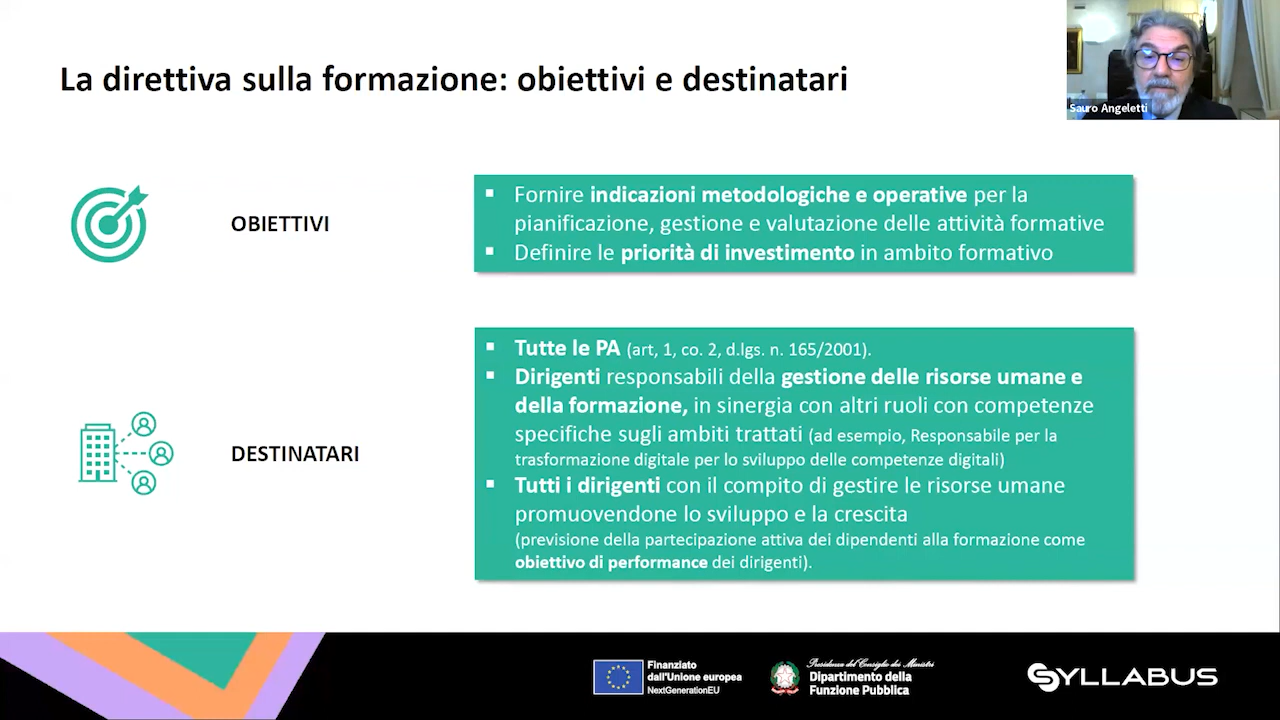 La direttiva sulla formazione: obiettivi e destinatari
Sauro Angeletti
OBIETTIVI
▪ Fornire indicazioni metodologiche e operative per la
pianificazione, gestione e valutazione delle attività formative
▪ Definire le priorità di investimento in ambito formativo
DESTINATARI
▪ Tutte le PA (art, 1, co. 2, d.lgs. n. 165/2001).
▪ Dirigenti responsabili della gestione delle risorse umane e
della formazione, in sinergia con altri ruoli con competenze
specifiche sugli ambiti trattati (ad esempio, Responsabile per la
trasformazione digitale per lo sviluppo delle competenze digitali)
▪ Tutti i dirigenti con il compito di gestire le risorse umane
promuovendone lo sviluppo e la crescita
(previsione della partecipazione attiva dei dipendenti alla formazione come
obiettivo di performance dei dirigenti).
Finanziato
dall'Unione europea
NextGenerationEU
Presidenza del Consiglio dei Ministri
Dipartimento della
Funzione Pubblica
SYLLABUS